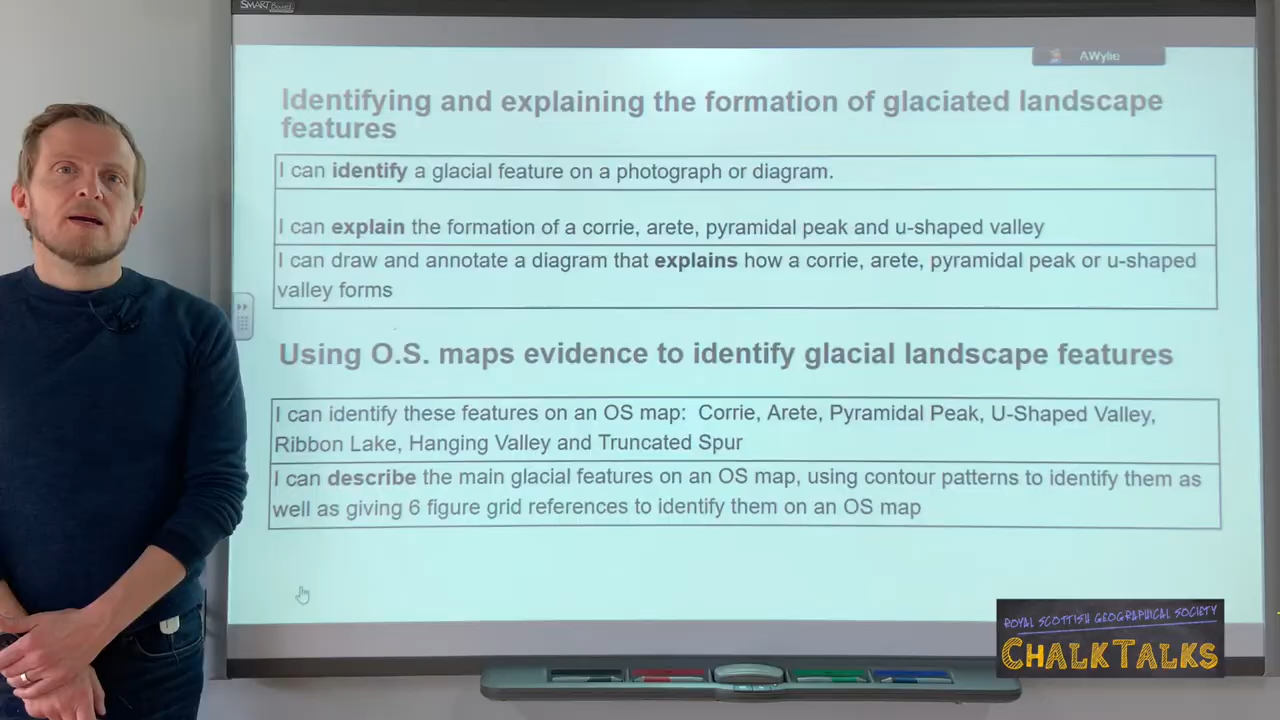 SMART Board
AWylie
Identifying and explaining the formation of glaciated landscape
features
I can identify a glacial feature on a photograph or diagram.
I can explain the formation of a corrie, arete, pyramidal peak and u-shaped valley
I can draw and annotate a diagram that explains how a corrie, arete, pyramidal peak or u-shaped
valley forms
Using O.S. maps evidence to identify glacial landscape features
I can identify these features on an OS map:  Corrie, Arete, Pyramidal Peak, U-Shaped Valley,
Ribbon Lake, Hanging Valley and Truncated Spur
I can describe the main glacial features on an OS map, using contour patterns to identify them as
well as giving 6 figure grid references to identify them on an OS map
ROYAL SCOTTISH GEOGRAPHICAL SOCIETY
CHALKTALKS